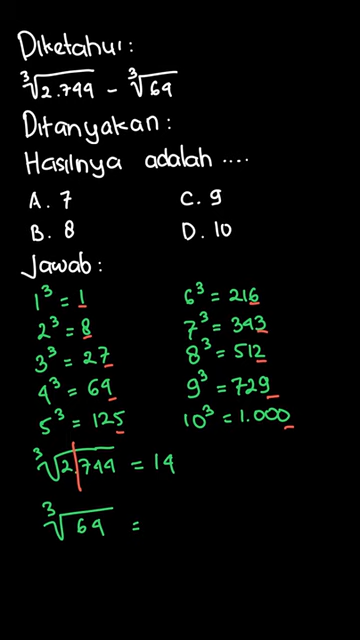 Diketahui:
∛2.744 - ∛64
Ditanyakan:
Hasilnya adalah ....
A. 7 C. 9
B. 8 D. 10
Jawab:
1³ = 1 6³ = 216
2³ = 8 7³ = 343
3³ = 27 8³ = 512
4³ = 64 9³ = 729
5³ = 125 10³ = 1.000
∛2.744 = 14
∛64 =